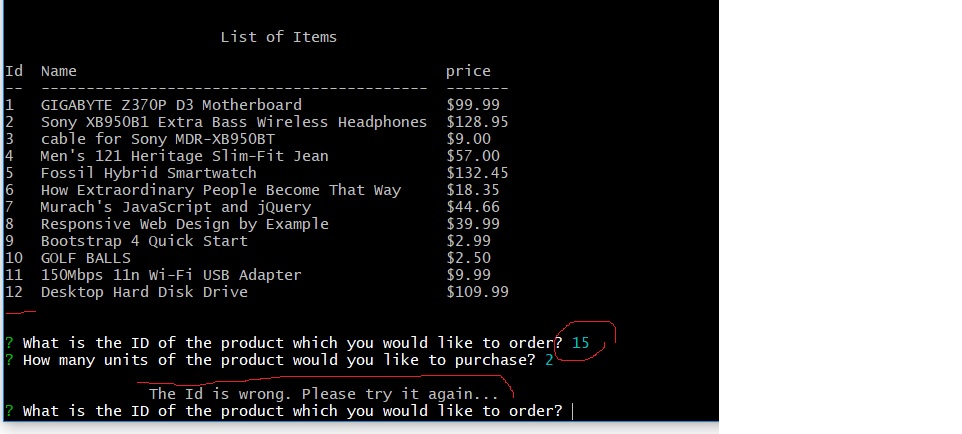 List of Items
Id Name price
-- ------------------------------------------- -------
1 GIGABYTE Z370P D3 Motherboard $99.99
2 Sony XB950B1 Extra Bass Wireless Headphones $128.95
3 cable for Sony MDR-XB950BT $9.00
4 Men's 121 Heritage Slim-Fit Jean $57.00
5 Fossil Hybrid Smartwatch $132.45
6 How Extraordinary People Become That Way $18.35
7 Murach's JavaScript and jQuery $44.66
8 Responsive Web Design by Example $39.99
9 Bootstrap 4 Quick Start $2.99
10 GOLF BALLS $2.50
11 150Mbps 11n Wi-Fi USB Adapter $9.99
12 Desktop Hard Disk Drive $109.99
? What is the ID of the product which you would like to order? 15
? How many units of the product would you like to purchase? 2
The Id is wrong. Please try it again...
? What is the ID of the product which you would like to order?